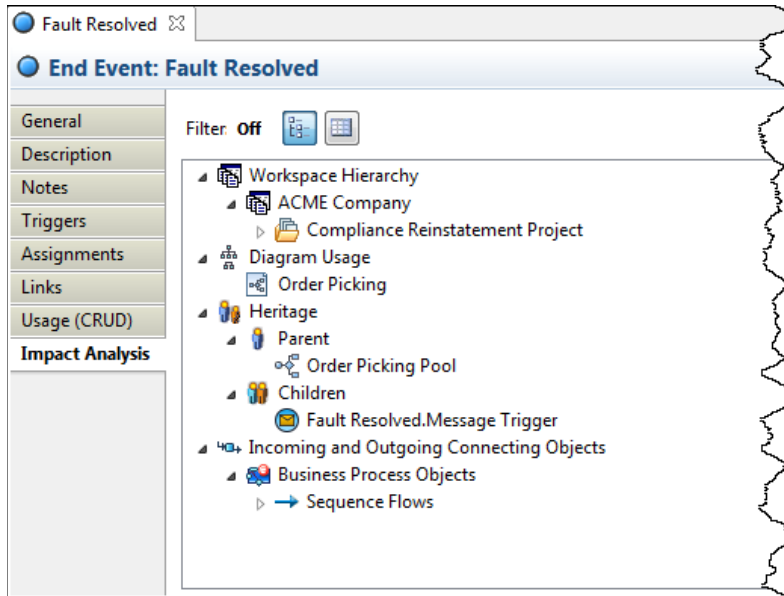 Fault Resolved
End Event: Fault Resolved
General
Description
Notes
Triggers
Assignments
Links
Usage (CRUD)
Impact Analysis
Filter: Off
Workspace Hierarchy
ACME Company
Compliance Reinstatement Project
Diagram Usage
Order Picking
Heritage
Parent
Order Picking Pool
Children
Fault Resolved.Message Trigger
Incoming and Outgoing Connecting Objects
Business Process Objects
Sequence Flows